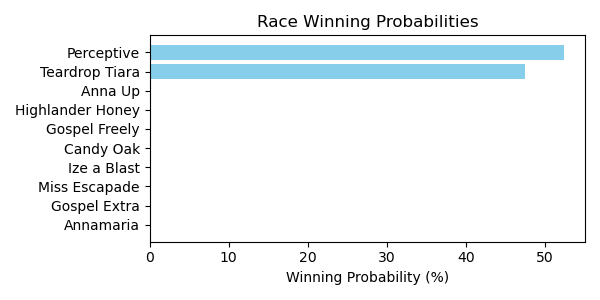 Race Winning Probabilities
Perceptive
Teardrop Tiara
Anna Up
Highlander Honey
Gospel Freely
Candy Oak
Ize a Blast
Miss Escapade
Gospel Extra
Annamaria
0 10 20 30 40 50
Winning Probability (%)